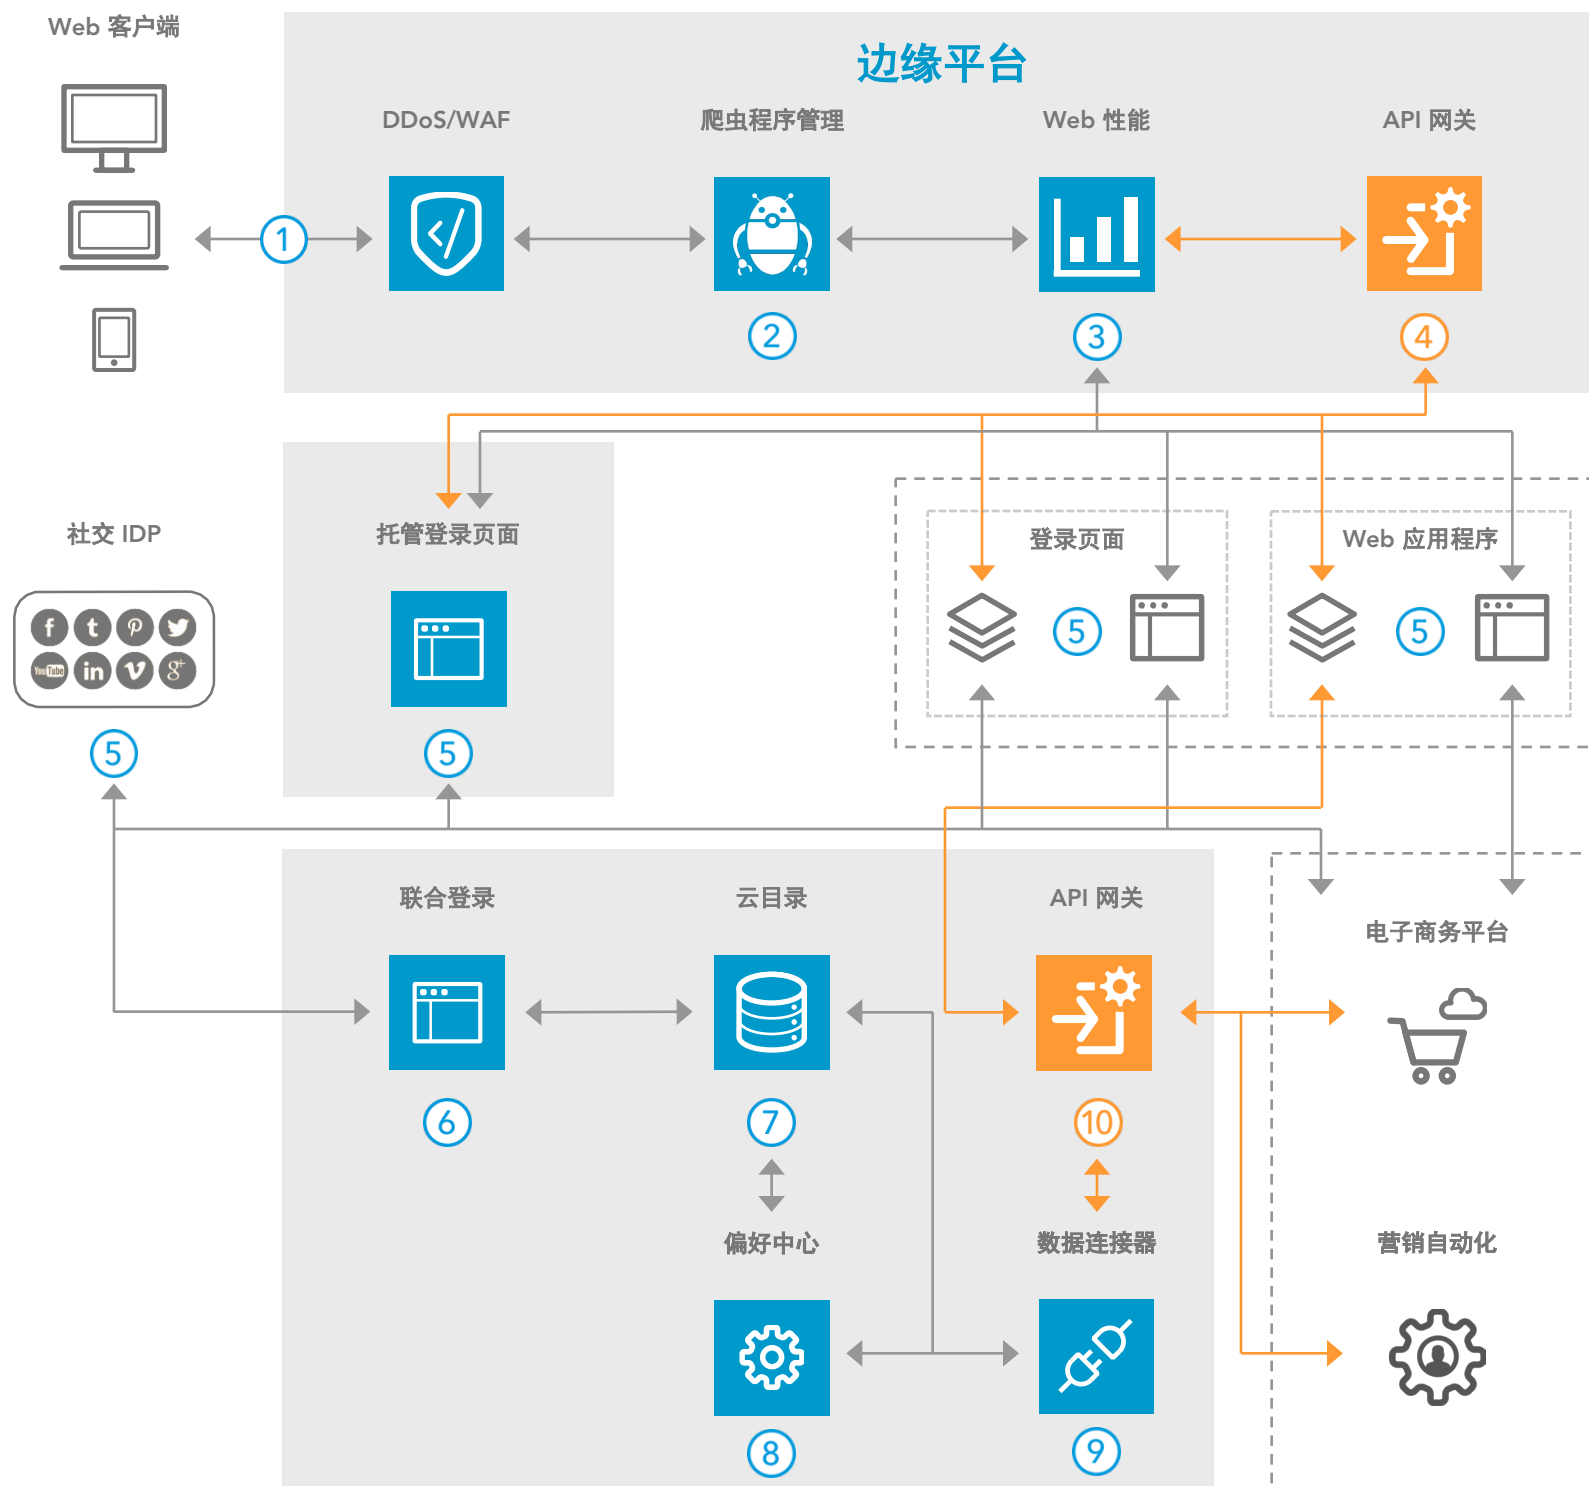 Web 客户端
边缘平台
DDoS/WAF
爬虫程序管理
Web 性能
API 网关
1
2
3
4
社交 IDP
托管登录页面
登录页面
Web 应用程序
f t P
YouTube in V g+
5
5
5
5
联合登录
云目录
API 网关
电子商务平台
6
7
10
偏好中心
数据连接器
营销自动化
8
9